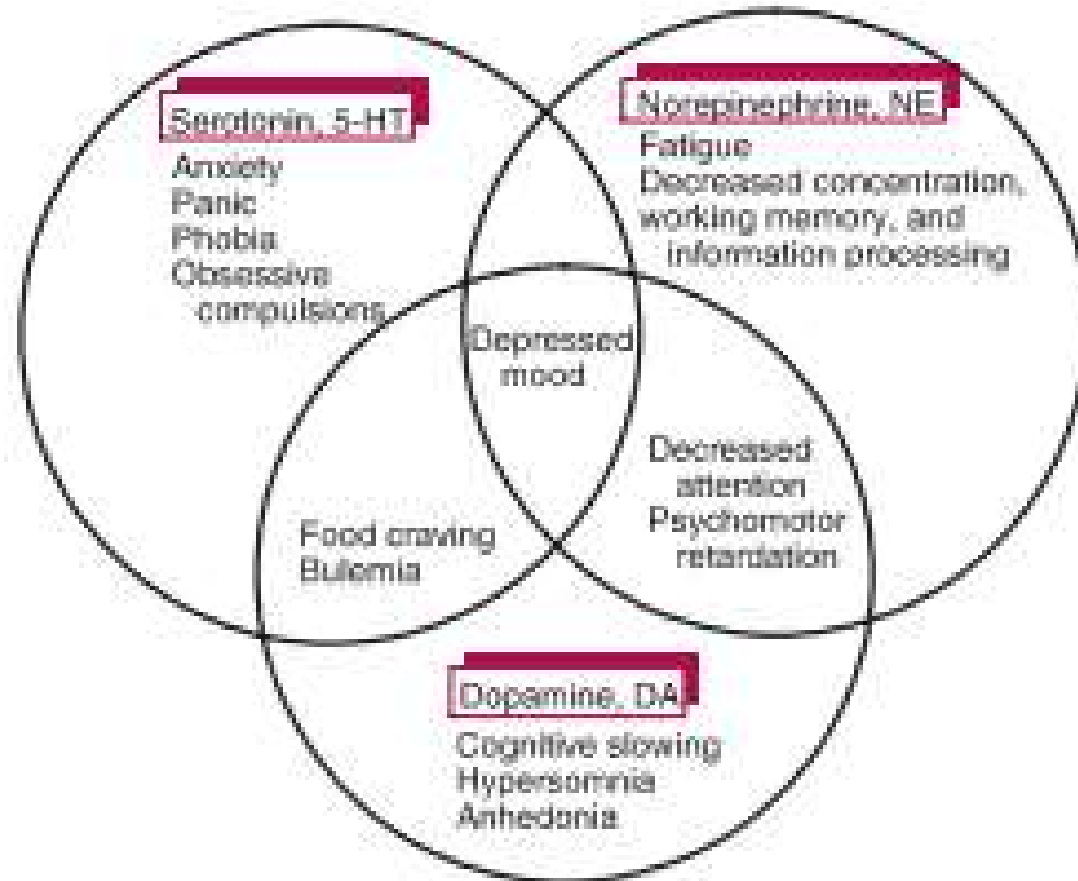 Serotonin, 5-HT
Anxiety
Panic
Phobia
Obsessive
compulsions
Norepinephrine, NE
Fatigue
Decreased concentration,
working memory, and
information processing
Depressed
mood
Decreased
attention
Psychomotor
retardation
Food craving
Bulemia
Dopamine, DA
Cognitive slowing
Hypersomnia
Anhedonia